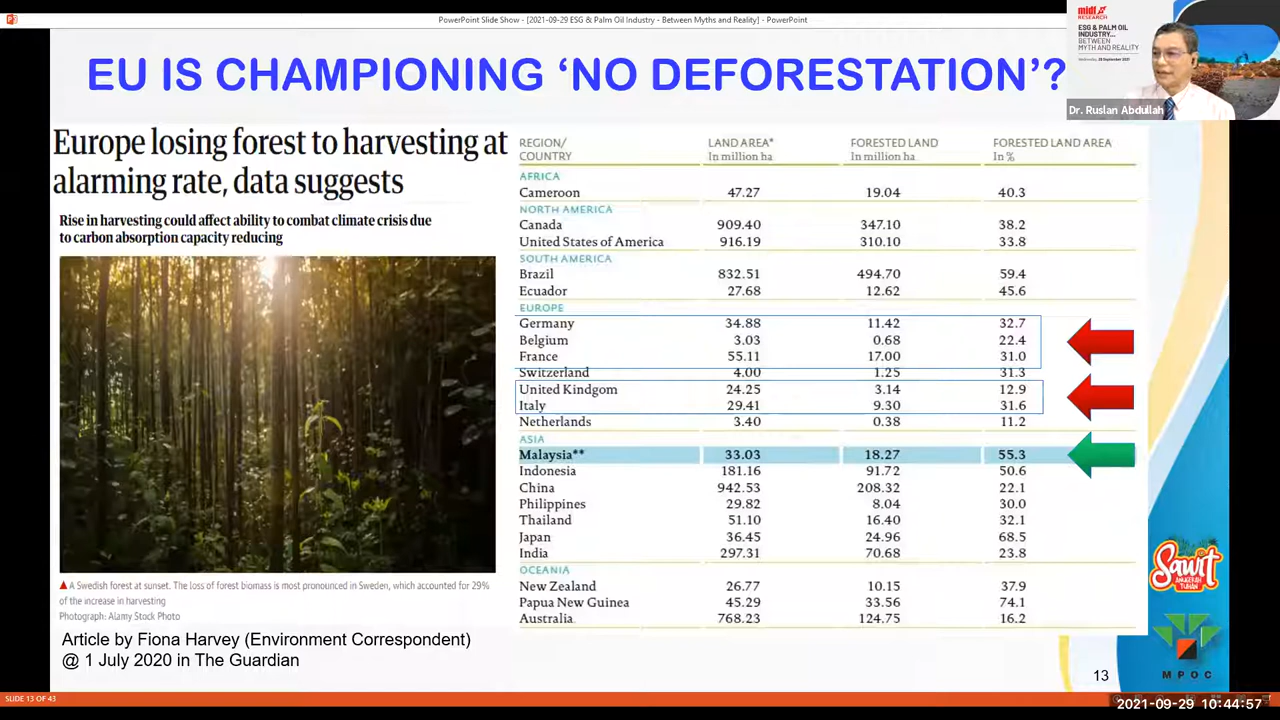 PowerPoint Slide Show - [2021-09-29 ESG & Palm Oil Industry - Between Myths and Reality] - PowerPoint
midf
RESEARCH
ESG & PALM OIL
INDUSTRY...
BETWEEN
MYTH AND REALITY
Dr. Ruslan Abdullah
EU IS CHAMPIONING ‘NO DEFORESTATION’?
Europe losing forest to harvesting at
alarming rate, data suggests
Rise in harvesting could affect ability to combat climate crisis due
to carbon absorption capacity reducing
A Swedish forest at sunset. The loss of forest biomass is most pronounced in Sweden, which accounted for 29%
of the increase in harvesting
Photograph: Alamy Stock Photo
Article by Fiona Harvey (Environment Correspondent)
@ 1 July 2020 in The Guardian
REGION/ LAND AREA* FORESTED LAND FORESTED LAND AREA
COUNTRY In million ha In million ha In %
AFRICA
Cameroon 47.27 19.04 40.3
NORTH AMERICA
Canada 909.40 347.10 38.2
United States of America 916.19 310.10 33.8
SOUTH AMERICA
Brazil 832.51 494.70 59.4
Ecuador 27.68 12.62 45.6
EUROPE
Germany 34.88 11.42 32.7
Belgium 3.03 0.68 22.4
France 55.11 17.00 31.0
Switzerland 4.00 1.25 31.3
United Kindgom 24.25 3.14 12.9
Italy 29.41 9.30 31.6
Netherlands 3.40 0.38 11.2
ASIA
Malaysia** 33.03 18.27 55.3
Indonesia 181.16 91.72 50.6
China 942.53 208.32 22.1
Philippines 29.82 8.04 30.0
Thailand 51.10 16.40 32.1
Japan 36.45 24.96 68.5
India 297.31 70.68 23.8
OCEANIA
New Zealand 26.77 10.15 37.9
Papua New Guinea 45.29 33.56 74.1
Australia 768.23 124.75 16.2
Sawit
ANUGERAH
TUHAN
MPOC
13
SLIDE 13 OF 43
2021-09-29 10:44:57